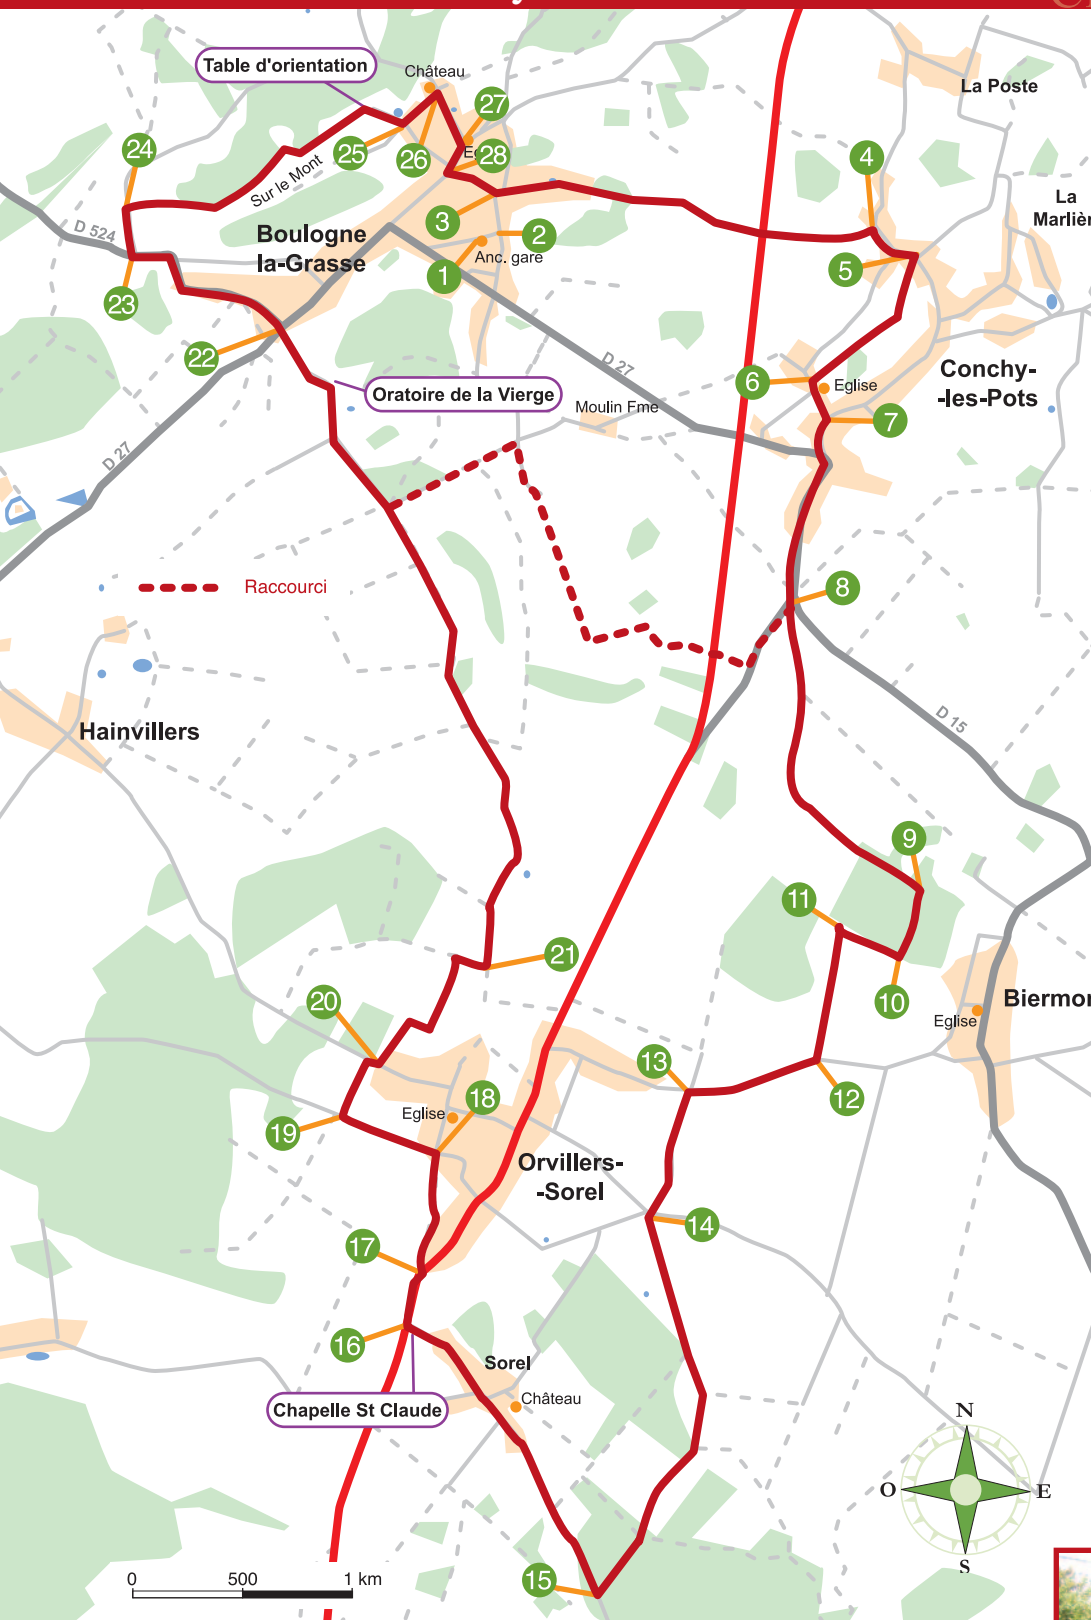 Table d'orientation
Château
La Poste
27
24
25
26
Eg
28
4
Sur le Mont
La
Marlièr
D 524
3
2
Boulogne
la-Grasse
Anc. gare
1
5
23
22
D 27
6
Eglise
Conchy-
-les-Pots
Oratoire de la Vierge
Moulin Fme
7
D 27
Raccourci
8
D 15
Hainvillers
9
11
21
20
10
Biermon
Eglise
13
18
12
Eglise
19
Orvillers-
-Sorel
14
17
16
Sorel
Château
Chapelle St Claude
N
O
E
S
15
0 500 1 km